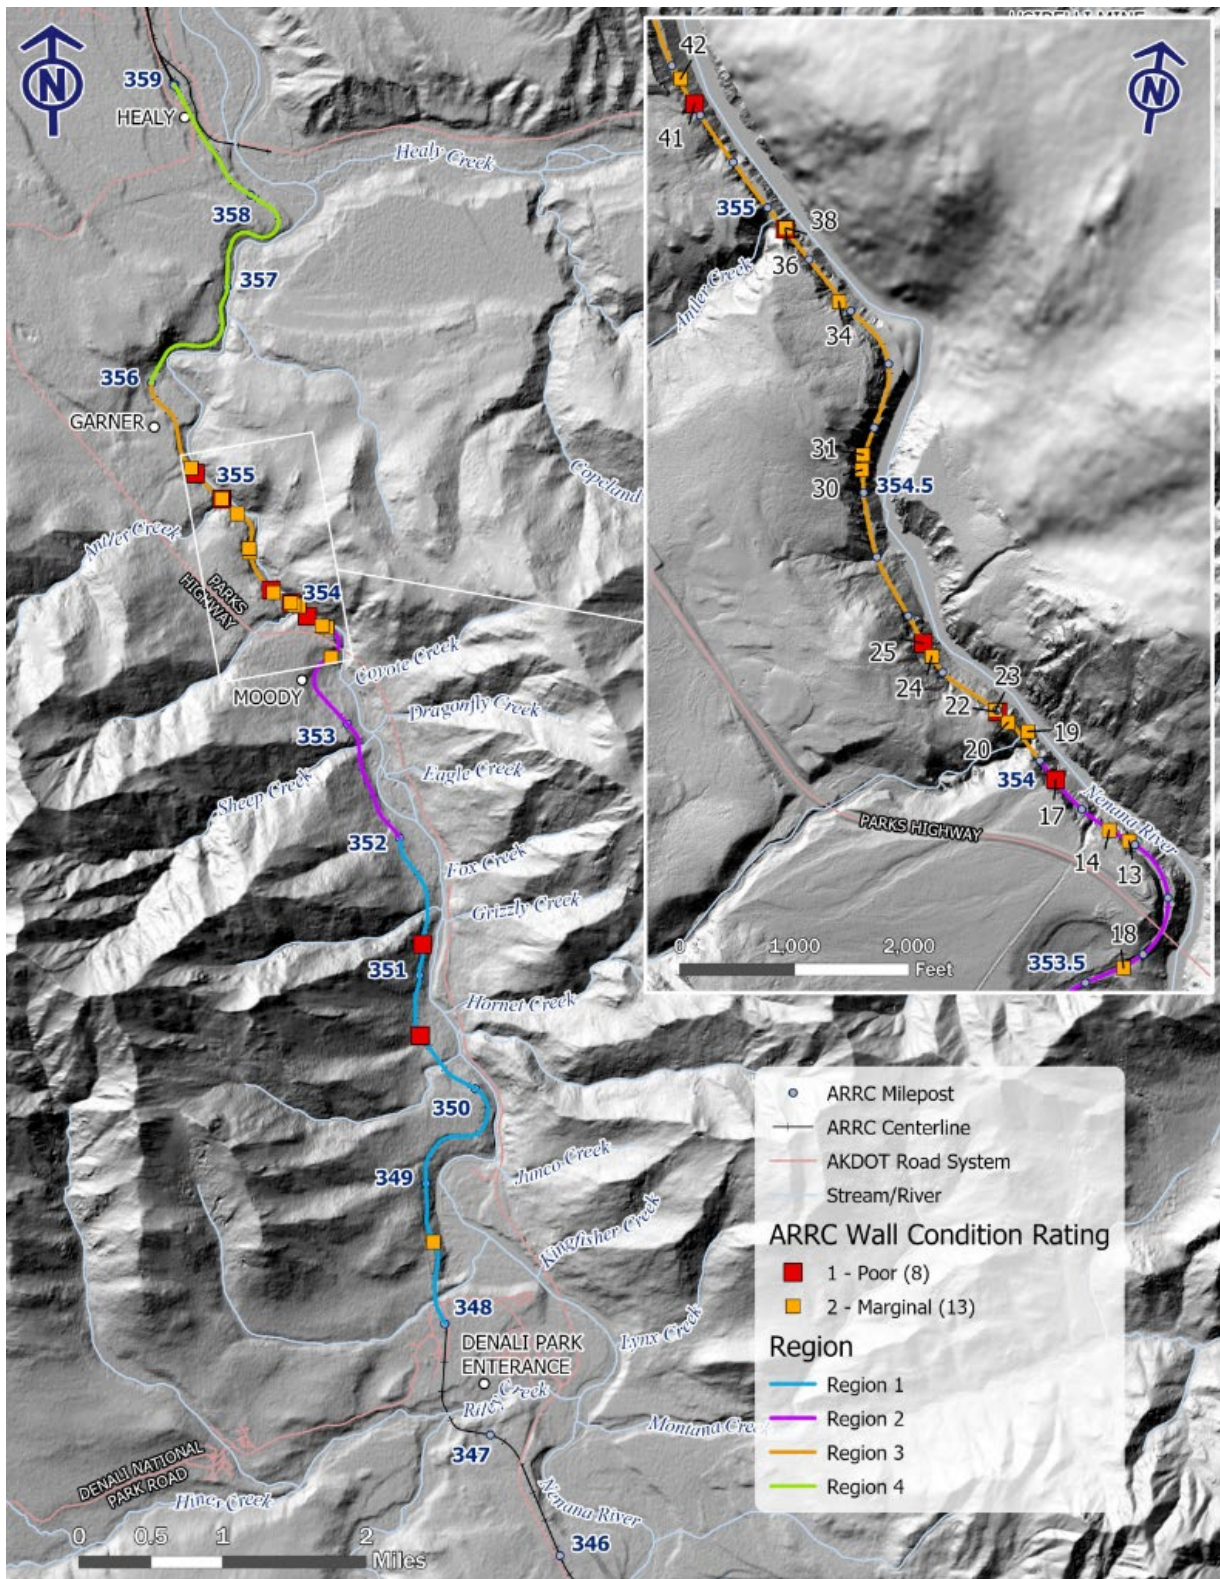 N
359
HEALY
Healy Creek
358
357
356
GARNER
355
Antler Creek
Copeland
PARKS
HIGHWAY
354
Coyote Creek
MOODY
Dragonfly Creek
353
Eagle Creek
Sheep Creek
352
Fox Creek
Grizzly Creek
351
Hornet Creek
350
Junco Creek
349
Kingfisher Creek
348
Lynx Creek
DENALI PARK
ENTERANCE
Riley Creek
Montana Creek
347
DENALI NATIONAL
PARK ROAD
Hines Creek
Nenana River
346
0 0.5 1 2
Miles
N
42
41
355
38
36
Antler Creek
34
31
30
354.5
25
24
23
22
20
19
354
17
Nenana River
PARKS HIGHWAY
14
13
18
353.5
0 1,000 2,000
Feet
ARRC Milepost
ARRC Centerline
AKDOT Road System
Stream/River
ARRC Wall Condition Rating
1 - Poor (8)
2 - Marginal (13)
Region
Region 1
Region 2
Region 3
Region 4